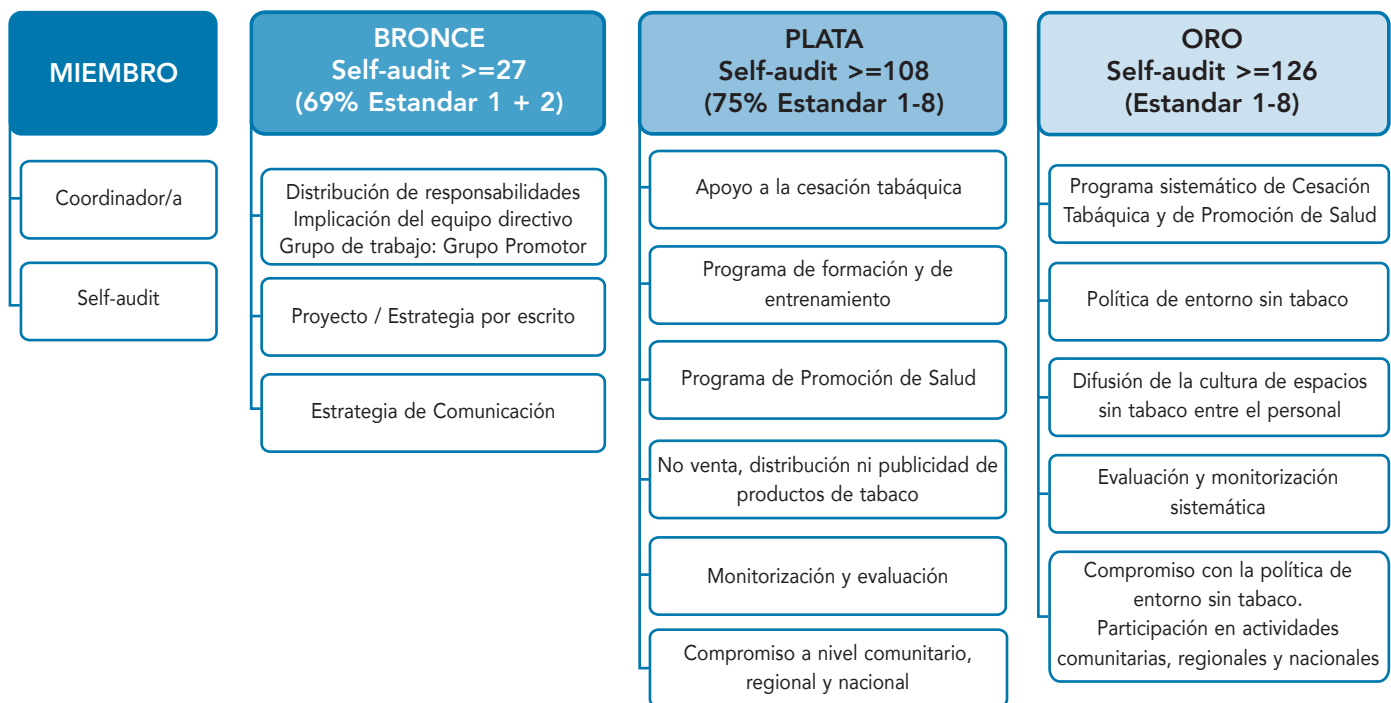 MIEMBRO
Coordinador/a
Self-audit
BRONCE
Self-audit >=27
(69% Estandar 1 + 2)
Distribución de responsabilidades
Implicación del equipo directivo
Grupo de trabajo: Grupo Promotor
Proyecto / Estrategia por escrito
Estrategia de Comunicación
PLATA
Self-audit >=108
(75% Estandar 1-8)
Apoyo a la cesación tabáquica
Programa de formación y de
entrenamiento
Programa de Promoción de Salud
No venta, distribución ni publicidad de
productos de tabaco
Monitorización y evaluación
Compromiso a nivel comunitario,
regional y nacional
ORO
Self-audit >=126
(Estandar 1-8)
Programa sistemático de Cesación
Tabáquica y de Promoción de Salud
Política de entorno sin tabaco
Difusión de la cultura de espacios
sin tabaco entre el personal
Evaluación y monitorización
sistemática
Compromiso con la política de
entorno sin tabaco.
Participación en actividades
comunitarias, regionales y nacionales